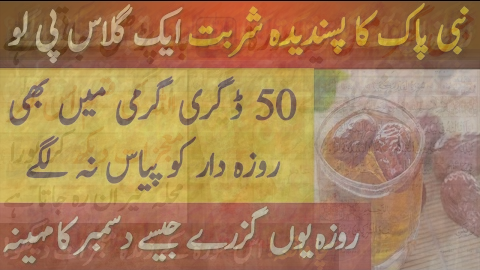 نبی پاک کا پسندیدہ شربت ایک گلاس پی لو
50 ڈگری گرمی میں بھی
روزہ دار کو پیاس نہ لگے
روزہ یوں گزرے جیسے دسمبر کا مہینہ